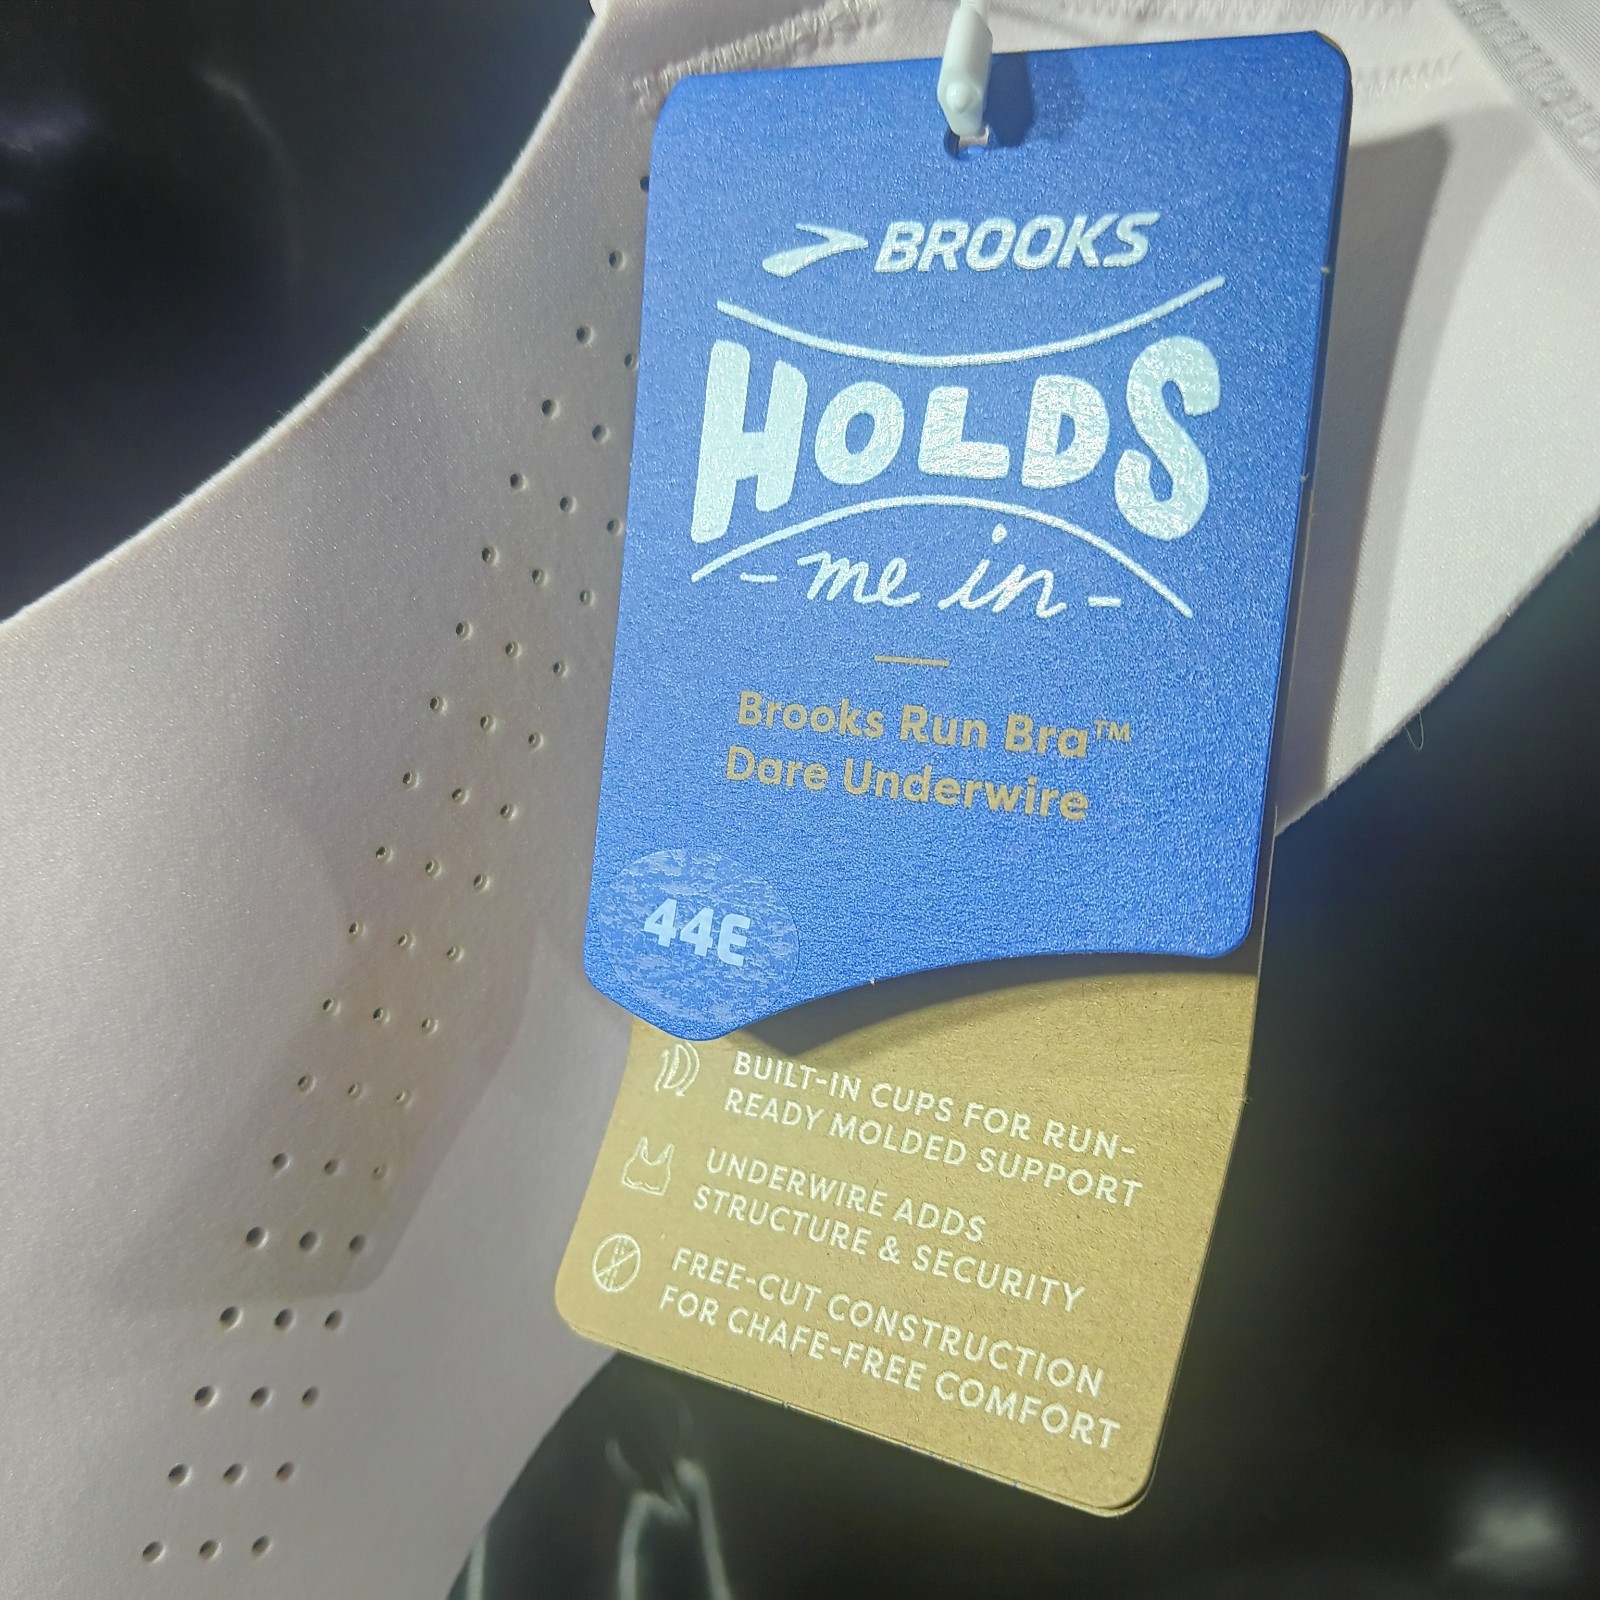 BROOKS
HOLDS
- me in -
Brooks Run Bra™
Dare Underwire
44E
BUILT-IN CUPS FOR RUN-
READY MOLDED SUPPORT
UNDERWIRE ADDS
STRUCTURE & SECURITY
FREE-CUT CONSTRUCTION
FOR CHAFE-FREE COMFORT